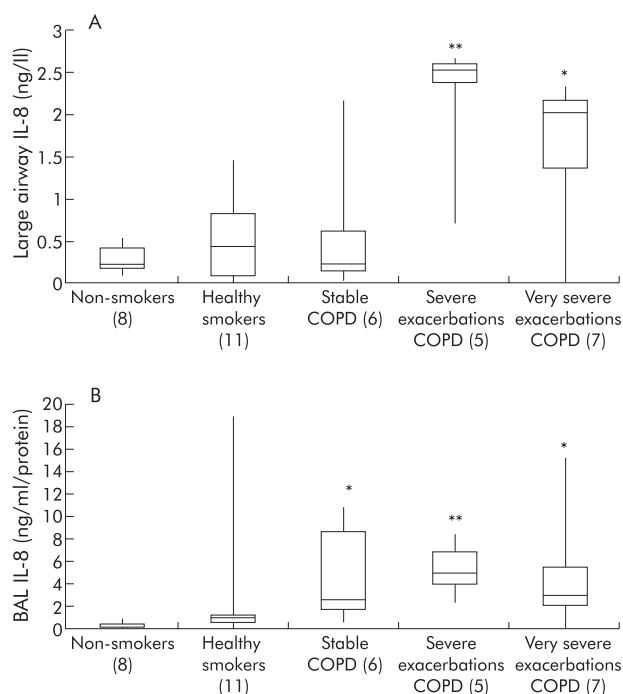 A
Large airway IL-8 (ng/ll)
3
2.5
2
1.5
1
0.5
0
**
*
Non-smokers
(8)
Healthy
smokers
(11)
Stable
COPD (6)
Severe
exacerbations
COPD (5)
Very severe
exacerbations
COPD (7)
B
BAL IL-8 (ng/ml/protein)
20
18
16
14
12
10
8
6
4
2
0
*
**
*
Non-smokers
(8)
Healthy
smokers
(11)
Stable
COPD (6)
Severe
exacerbations
COPD (5)
Very severe
exacerbations
COPD (7)